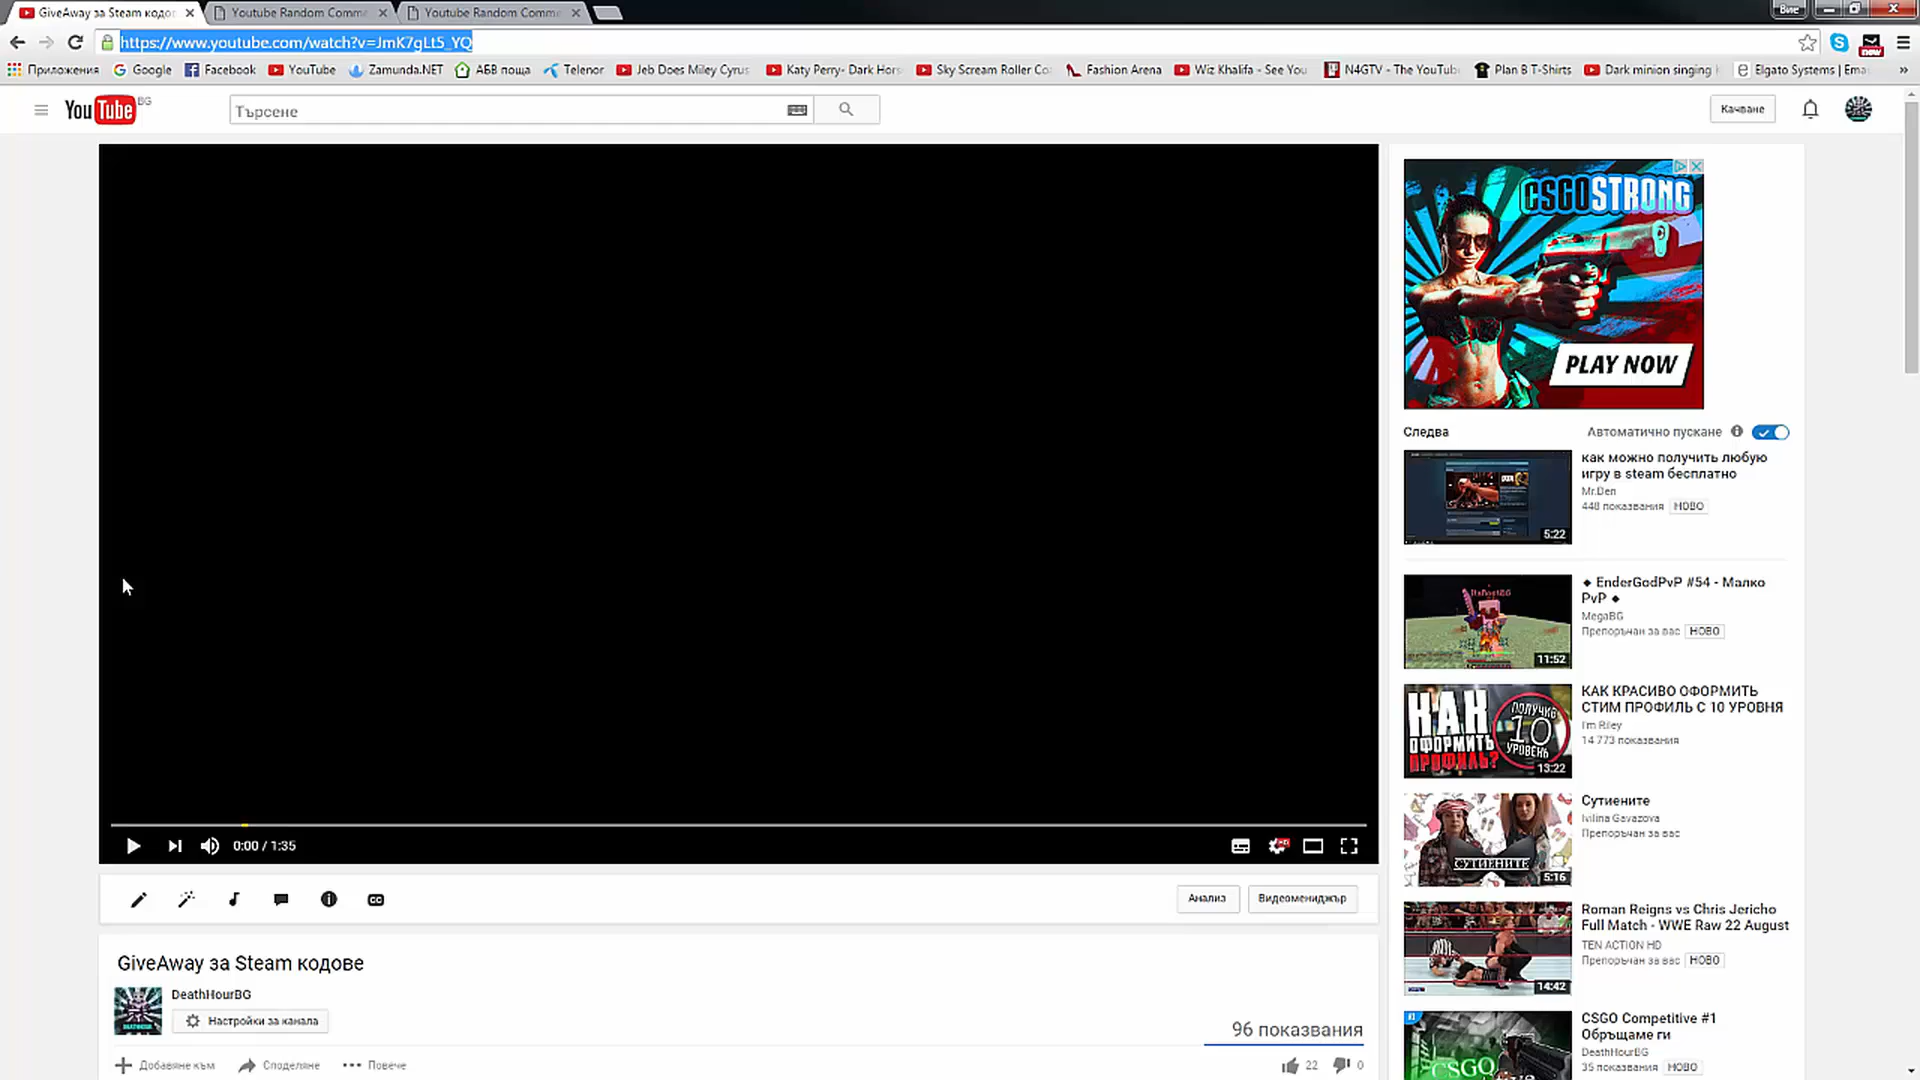 GiveAway за Steam кодо
Youtube Random Comme
Youtube Random Comme
Вие
https://www.youtube.com/watch?v=JmK7gLt5_YQ
new
Приложения
Google
Facebook
YouTube
Zamunda.NET
АБВ поща
Telenor
Jeb Does Miley Cyrus
Katy Perry- Dark Hors
Sky Scream Roller Co
Fashion Arena
Wiz Khalifa - See You
N4GTV - The YouTub
Plan B T-Shirts
Dark minion singing
Elgato Systems | Ema
»
YouTube BG
Търсене
Качване
CSGOSTRONG
PLAY NOW
Следва
Автоматично пускане
как можно получить любую
игру в steam бесплатно
Mr.Den
448 показвания НОВО
5:22
◆ EnderGodPvP #54 - Малко
PvP ◆
MegaBG
Препоръчан за вас НОВО
11:52
КАК КРАСИВО ОФОРМИТЬ
СТИМ ПРОФИЛЬ С 10 УРОВНЯ
I'm Riley
14 773 показвания
КАК
ОФОРМИТЬ
ПРОФИЛЬ?
10
УРОВЕНЬ
13:22
Сутиените
Ivilina Gavazova
Препоръчан за вас
СУТИЕНИТЕ
5:16
Roman Reigns vs Chris Jericho
Full Match - WWE Raw 22 August
TEN ACTION HD
Препоръчан за вас НОВО
14:42
CSGO Competitive #1
Обръщаме ги
DeathHourBG
35 показвания НОВО
#1
CSGO
0:00 / 1:35
HD
CC
Анализ
Видеомениджър
GiveAway за Steam кодове
DeathHourBG
Настройки за канала
96 показвания
Добавяне към
Споделяне
Повече
22
0